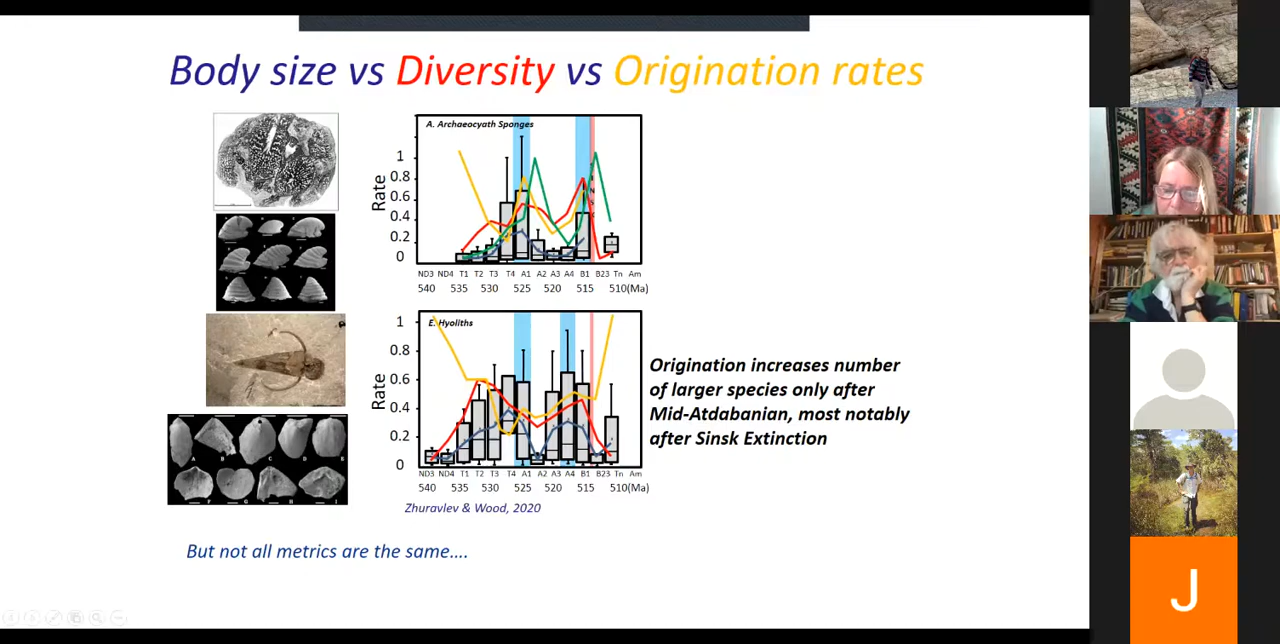 Body size vs Diversity vs Origination rates
A. Archaeocyath Sponges
Rate
1
0.8
0.6
0.4
0.2
0
ND3 ND4 T1 T2 T3 T4 A1 A2 A3 A4 B1 B23 Tn Am
540 535 530 525 520 515 510(Ma)
E. Hyoliths
Rate
1
0.8
0.6
0.4
0.2
0
ND3 ND4 T1 T2 T3 T4 A1 A2 A3 A4 B1 B23 Tn Am
540 535 530 525 520 515 510(Ma)
Zhuravlev & Wood, 2020
Origination increases number
of larger species only after
Mid-Atdabanian, most notably
after Sinsk Extinction
But not all metrics are the same....
J